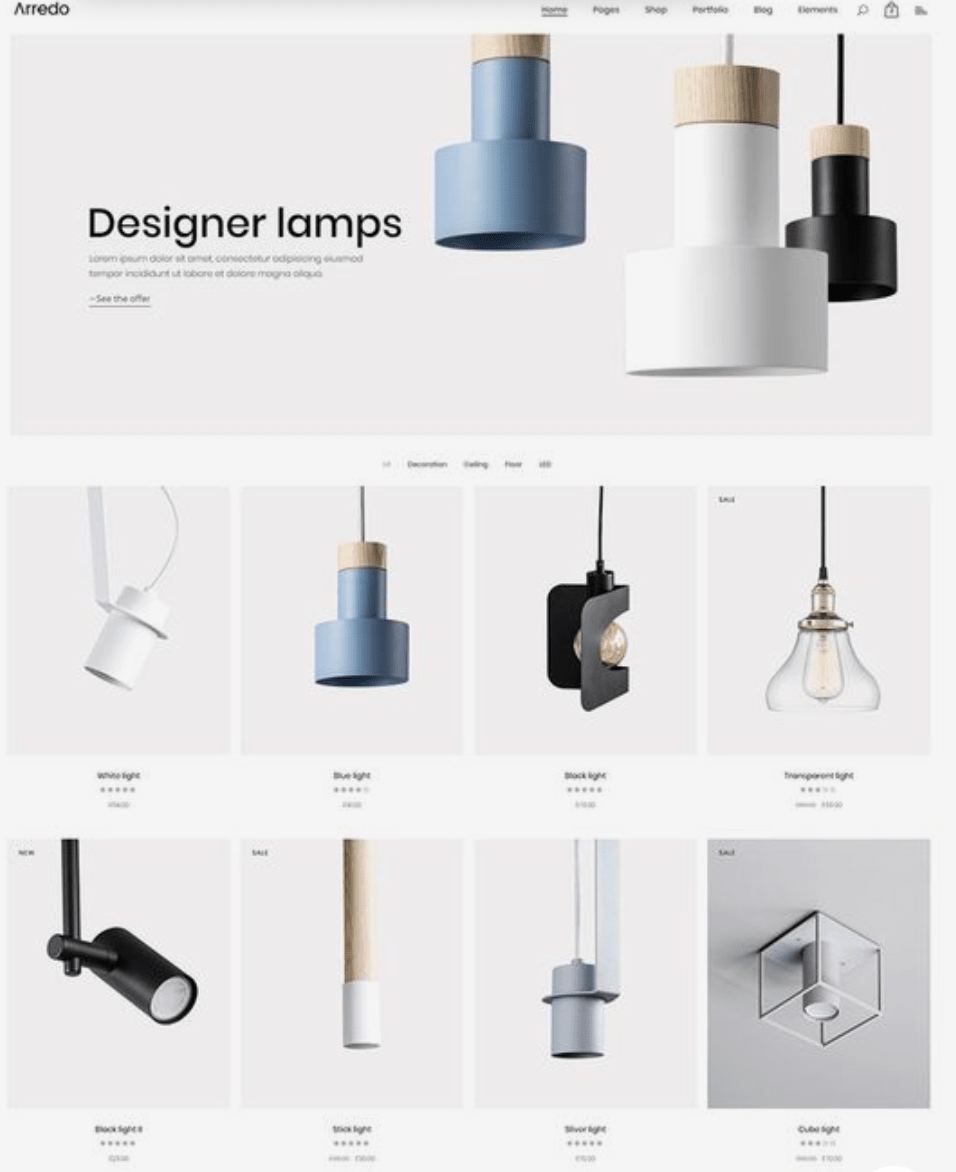 Arredo
Home Pages Shop Portfolio Blog Elements
Designer lamps
Lorem ipsum dolor sit amet, consectetur adipisicing eiusmod
tempor incididunt ut labore et dolore magna aliqua.
See the offer
Decoration Ceiling Floor LED
SALE
White light Blue light Black light Transparent light
NEW SALE SALE
Black light II Stick light Silver light Cube light